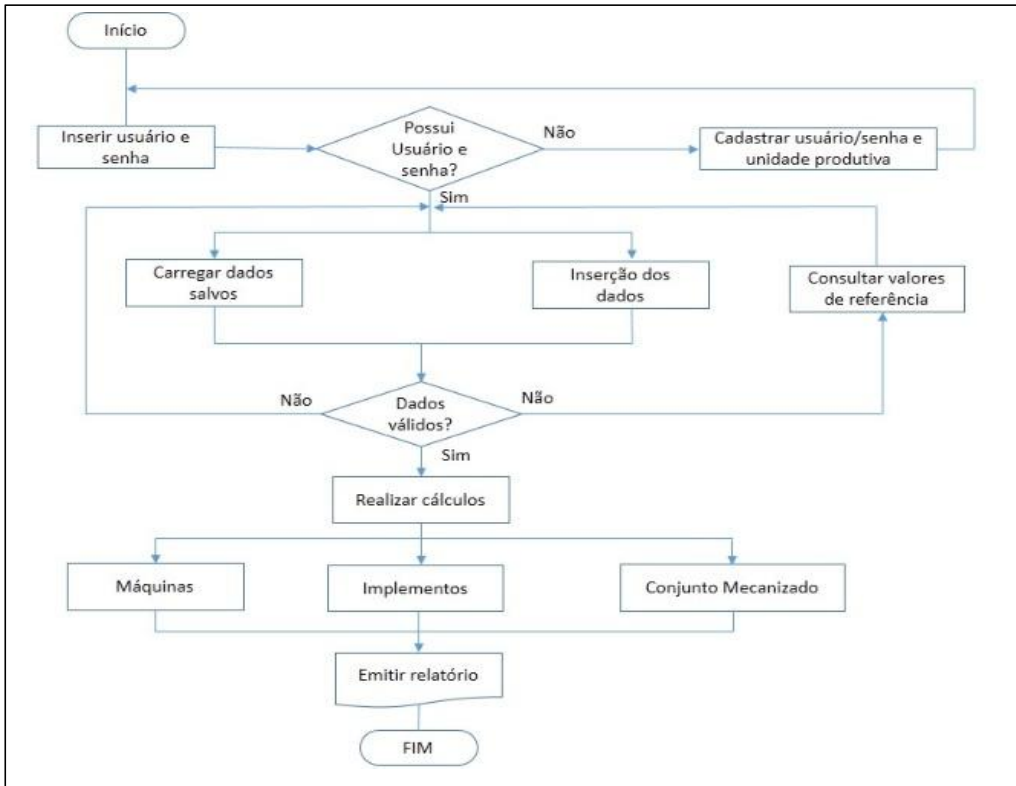 Início
Inserir usuário e
senha
Possui
Usuário e
senha?
Não
Cadastrar usuário/senha e
unidade produtiva
Sim
Carregar dados
salvos
Inserção dos
dados
Consultar valores
de referência
Não
Dados
válidos?
Não
Sim
Realizar cálculos
Máquinas
Implementos
Conjunto Mecanizado
Emitir relatório
FIM